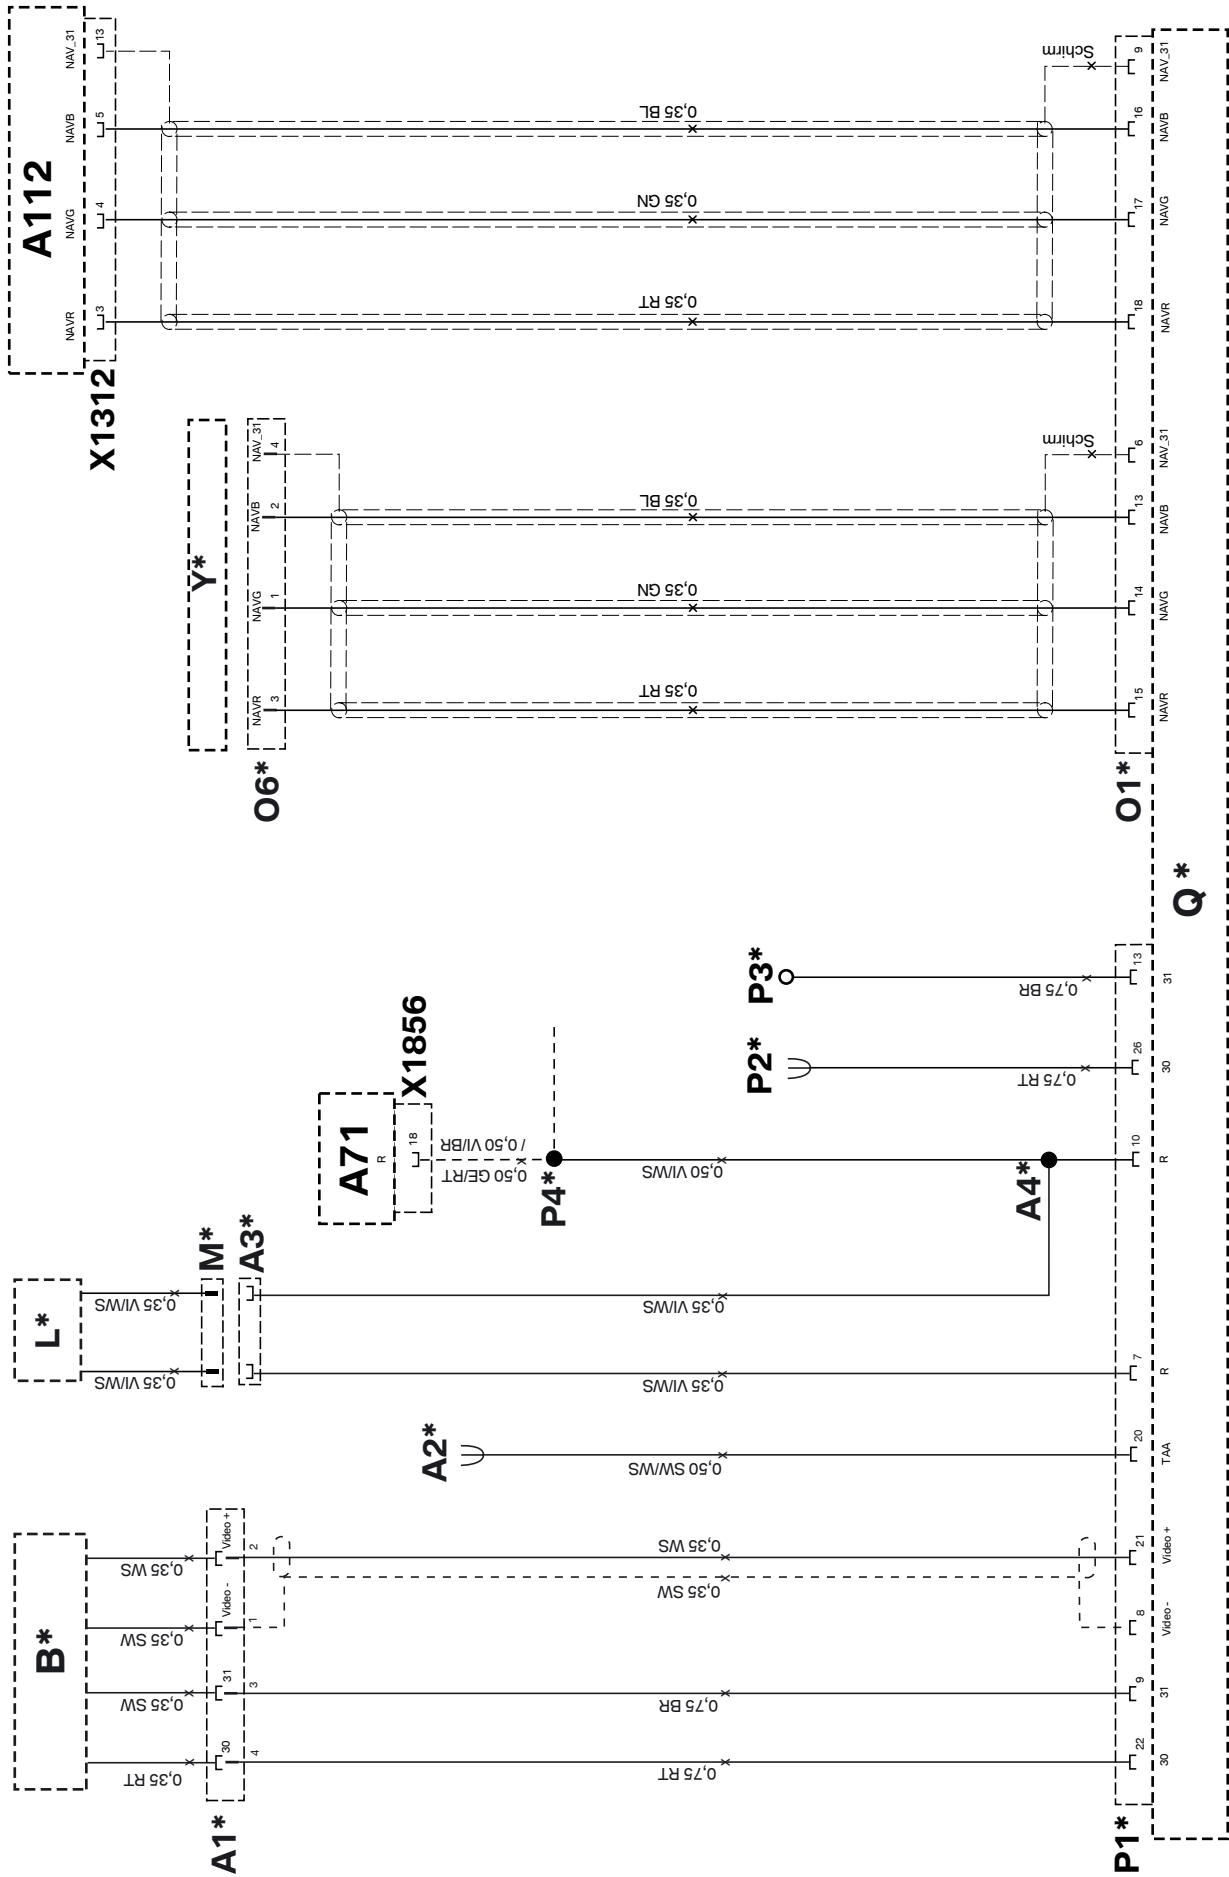 A112
NAVR
NAVG
NAVB
NAV_31
3
4
5
13
X1312
0,35 RT
0,35 GN
0,35 BL
Schirm
18
17
16
9
NAVR
NAVG
NAVB
NAV_31
Y*
NAVR
NAVG
NAVB
NAV_31
3
1
2
4
O6*
0,35 RT
0,35 GN
0,35 BL
Schirm
15
14
13
6
NAVR
NAVG
NAVB
NAV_31
O1*
Q*
P3*
0,75 BR
13
31
P2*
0,75 RT
26
30
X1856
A71
R
18
0,50 GE/RT
/ 0,50 VI/BR
P4*
0,50 VI/WS
A4*
10
R
L*
0,35 VI/WS
0,35 VI/WS
M*
A3*
0,35 VI/WS
0,35 VI/WS
7
R
A2*
0,50 SW/WS
20
TAA
B*
0,35 RT
0,35 SW
0,35 SW
0,35 WS
A1*
30
31
Video -
Video +
4
3
1
2
0,75 RT
0,75 BR
0,35 SW
0,35 WS
22
9
8
21
30
31
Video -
Video +
P1*